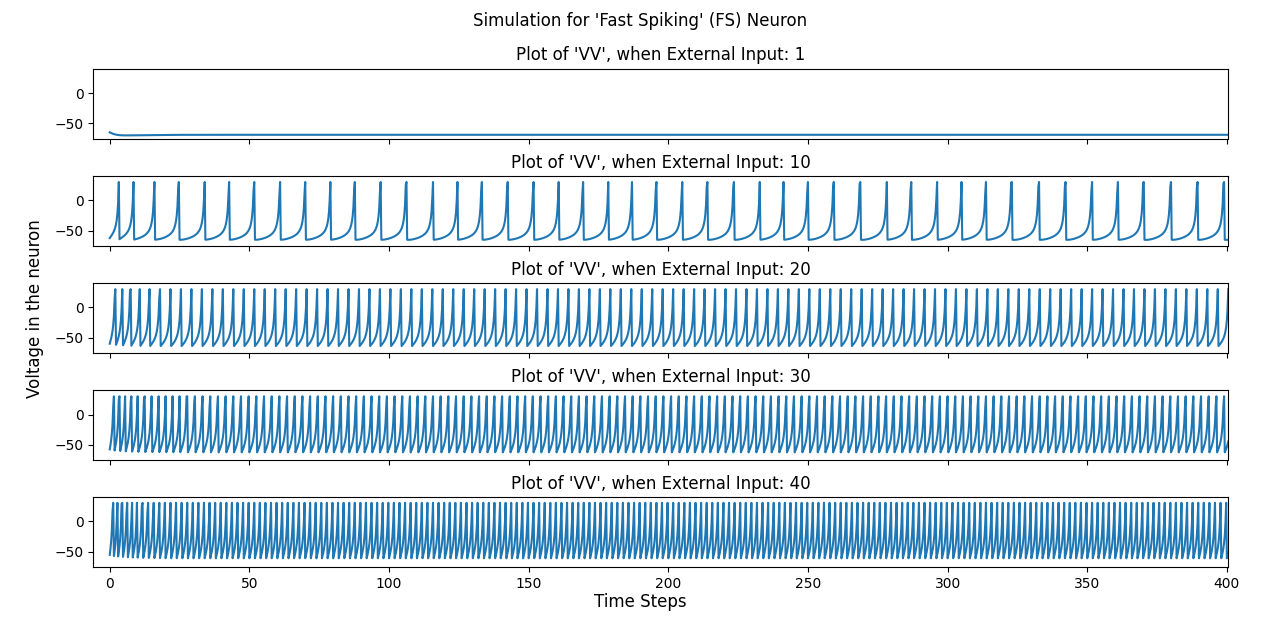 Simulation for 'Fast Spiking' (FS) Neuron
Plot of 'VV', when External Input: 1
0
−50
Plot of 'VV', when External Input: 10
0
−50
Plot of 'VV', when External Input: 20
0
−50
Plot of 'VV', when External Input: 30
0
−50
Plot of 'VV', when External Input: 40
0
−50
0 50 100 150 200 250 300 350 400
Time Steps
Voltage in the neuron